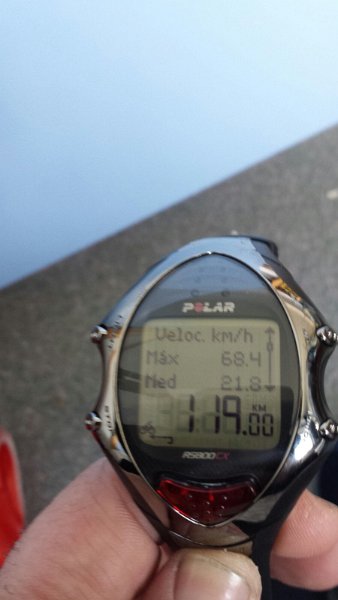 POLAR
Veloc. km/h
Máx 68.4
Med 21.8
119.00 KM
RS800CX